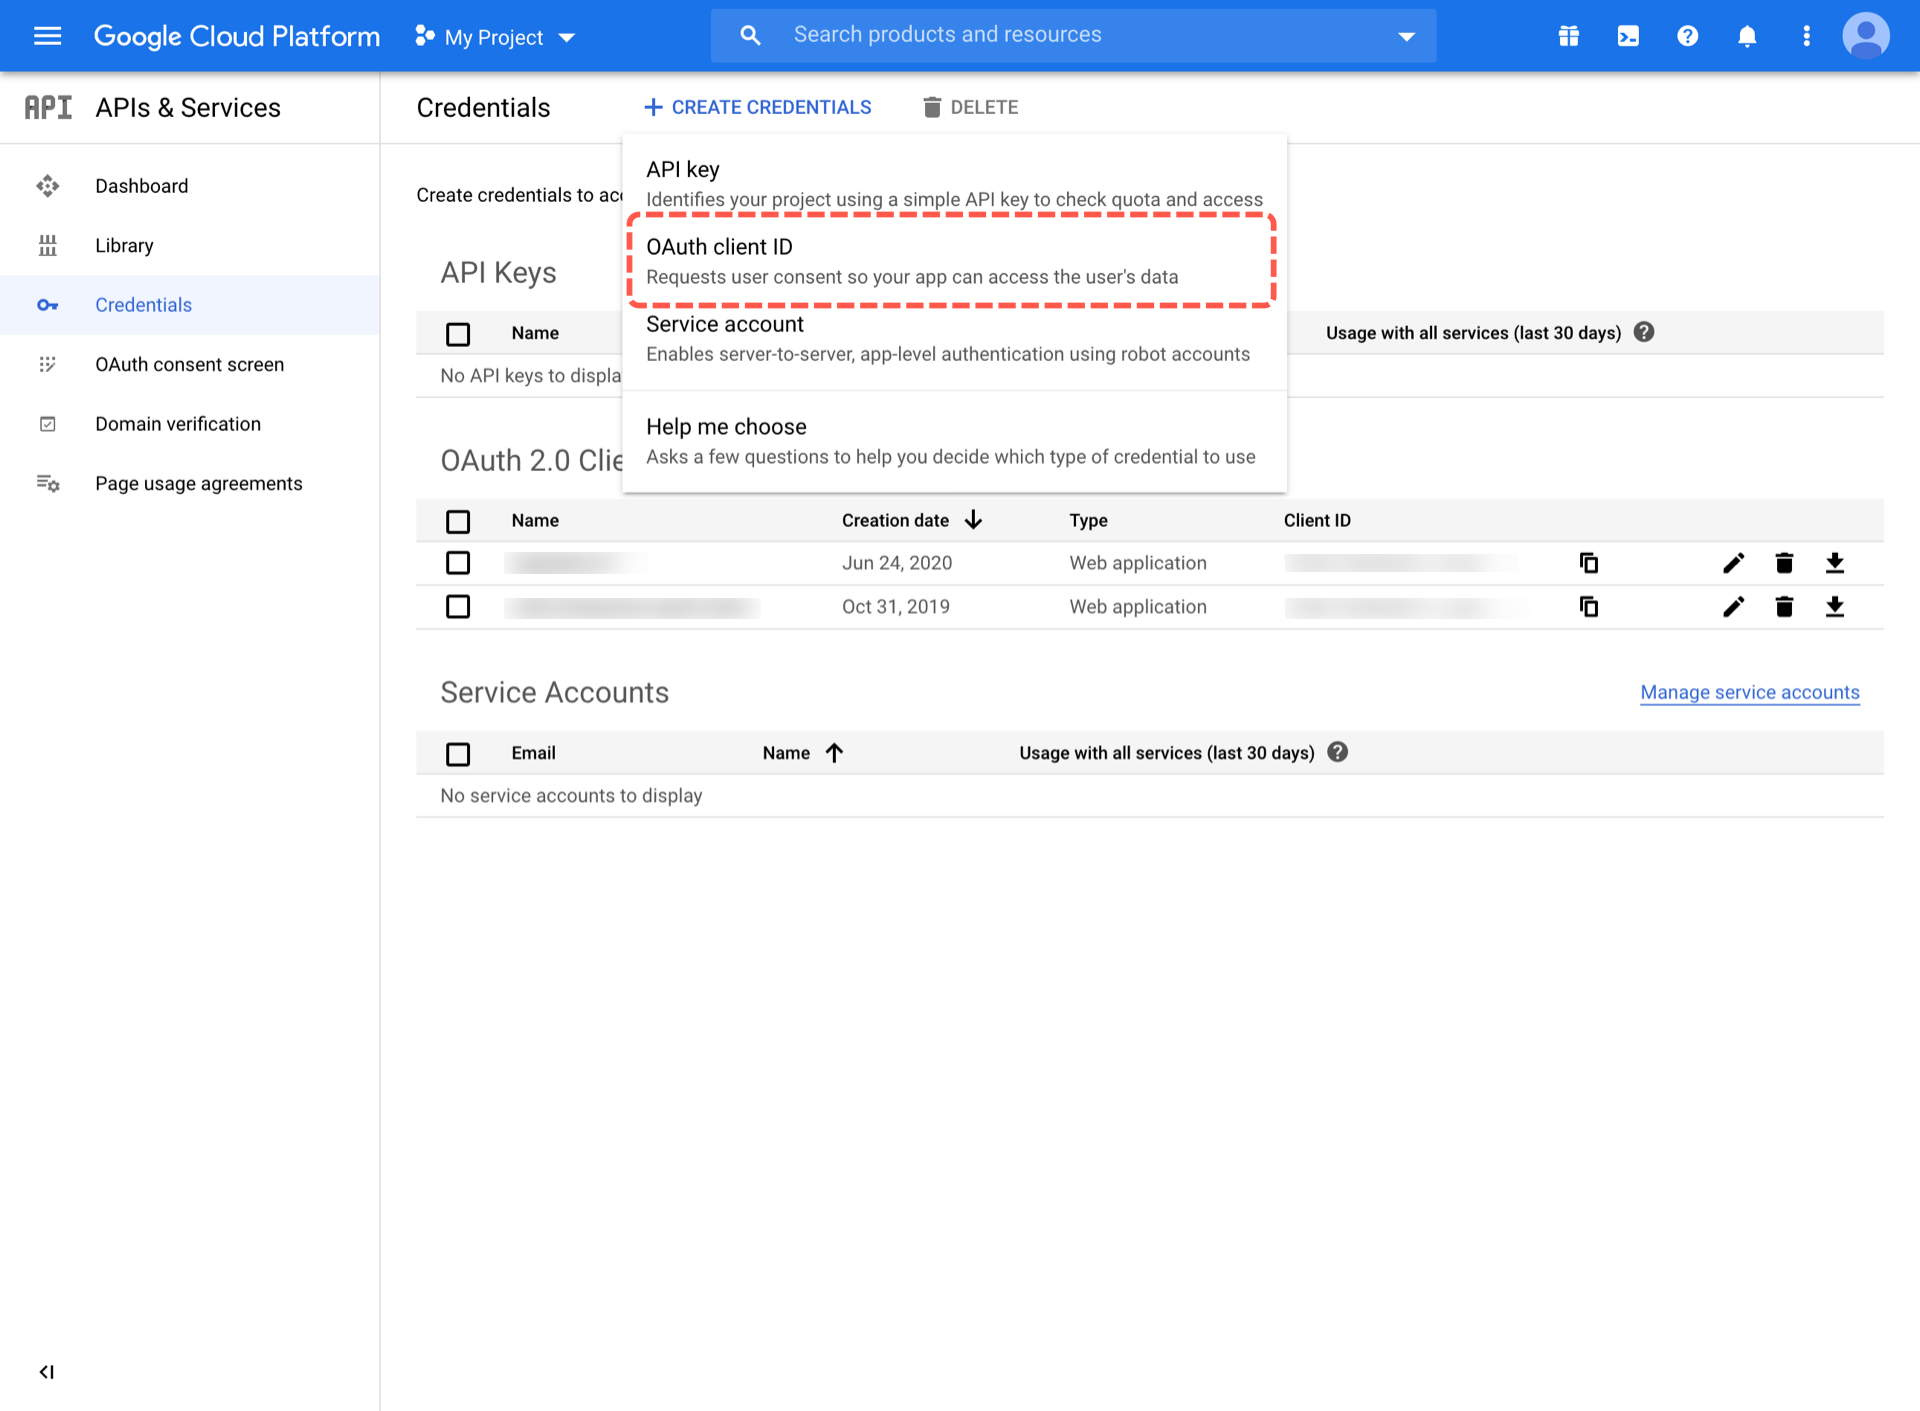 Google Cloud Platform
My Project
Search products and resources
API APIs & Services
Credentials
CREATE CREDENTIALS
DELETE
Dashboard
Library
Credentials
OAuth consent screen
Domain verification
Page usage agreements
Create credentials to
API key
Identifies your project using a simple API key to check quota and access
OAuth client ID
Requests user consent so your app can access the user's data
Service account
Enables server-to-server, app-level authentication using robot accounts
Help me choose
Asks a few questions to help you decide which type of credential to use
API Keys
Name Usage with all services (last 30 days)
No API keys to
OAuth 2.0
Name Creation date Type Client ID
Jun 24, 2020 Web application
Oct 31, 2019 Web application
Service Accounts
Manage service accounts
Email Name Usage with all services (last 30 days)
No service accounts to display